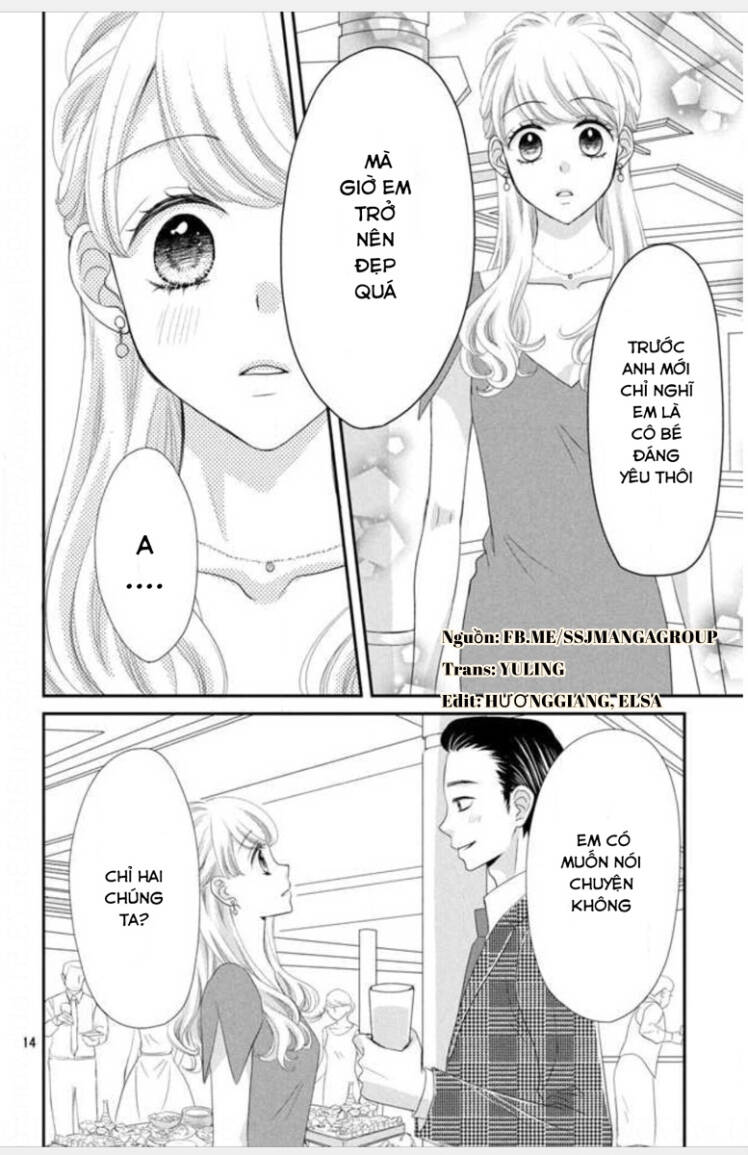 TRƯỚC
ANH MỚI
CHỈ NGHĨ
EM LÀ
CÔ BÉ
ĐÁNG
YÊU THÔI
MÀ
GIỜ EM
TRỞ
NÊN
ĐẸP
QUÁ
A
....
Nguồn: FB.ME/SSJMANGAGROUP
Trans: YULING
Edit: HƯƠNGGIANG, ELSA
EM CÓ
MUỐN NÓI
CHUYỆN
KHÔNG
CHỈ HAI
CHÚNG
TA?
14